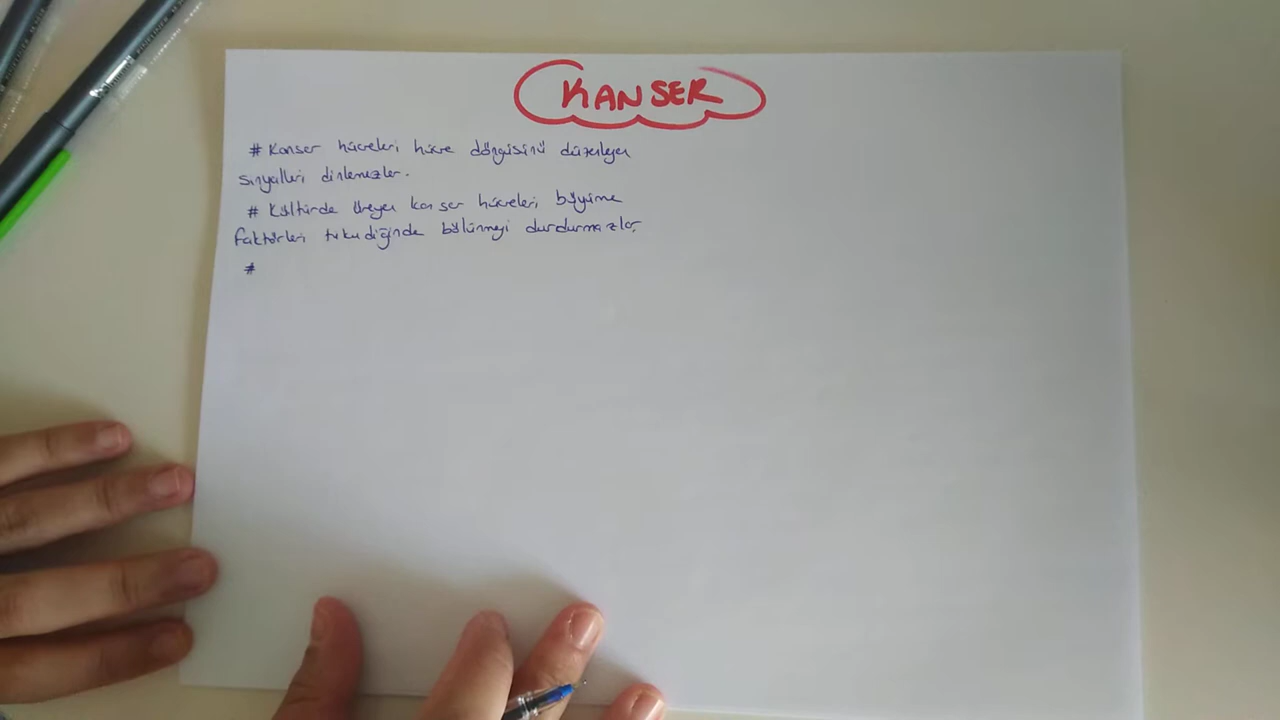 KANSER
# Kanser hücreleri hücre döngüsünü düzenleyen
sinyalleri dinlemezler.
# Kültürde üreyen kanser hücreleri büyüme
faktörleri tükendiğinde bölünmeyi durdurmazlar,
#